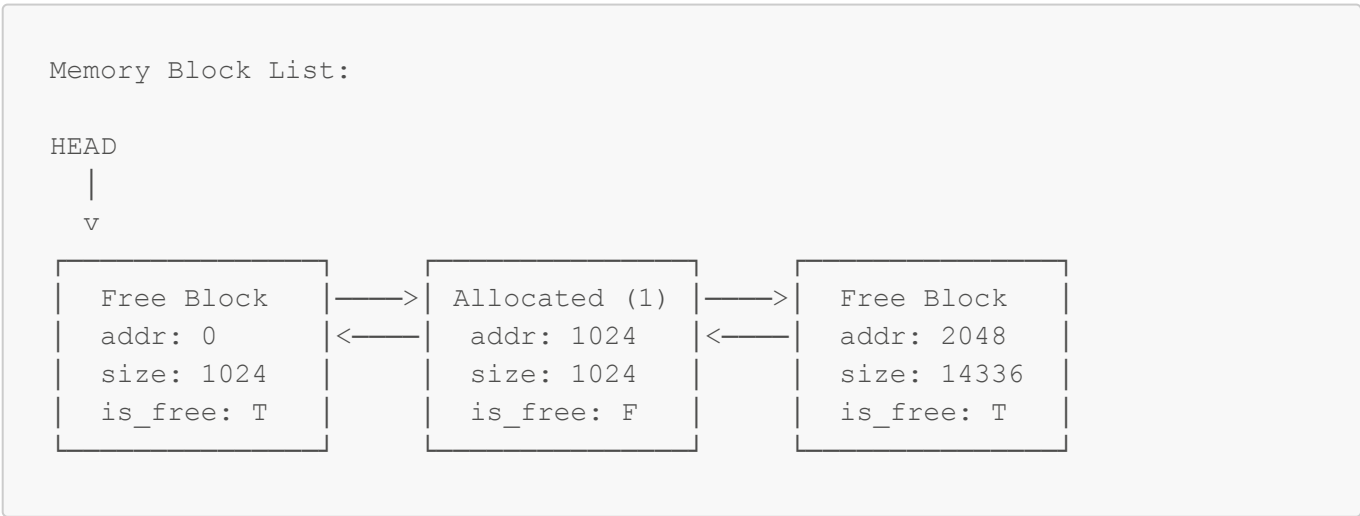 Memory Block List:
HEAD
│
v
┌─────────────────┐ ┌─────────────────┐ ┌─────────────────┐
│ Free Block │────>│ Allocated (1) │────>│ Free Block │
│ addr: 0 │<────│ addr: 1024 │<────│ addr: 2048 │
│ size: 1024 │ │ size: 1024 │ │ size: 14336 │
│ is_free: T │ │ is_free: F │ │ is_free: T │
└─────────────────┘ └─────────────────┘ └─────────────────┘